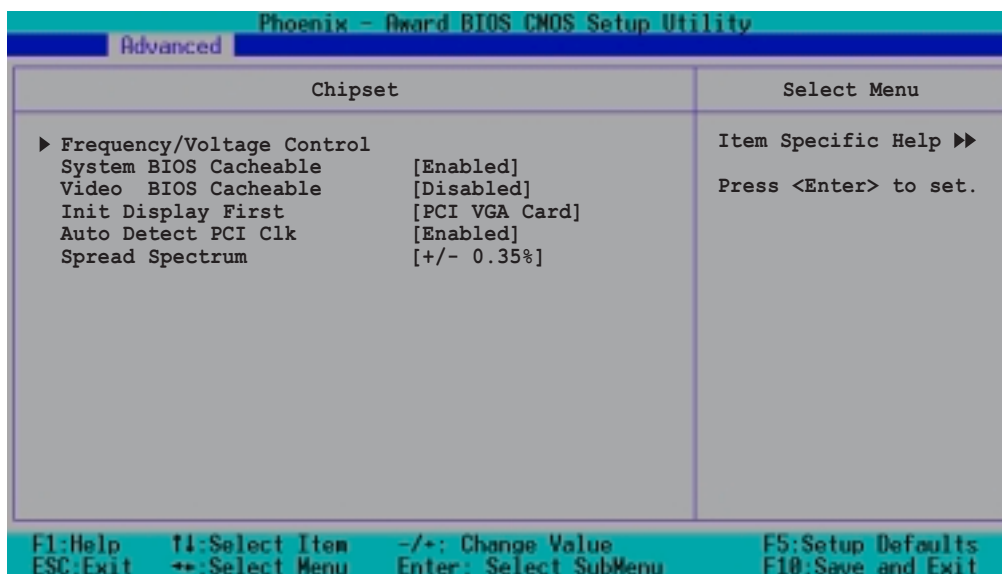 Phoenix - Award BIOS CMOS Setup Utility
Advanced
Chipset
Select Menu
Frequency/Voltage Control
System BIOS Cacheable [Enabled]
Video BIOS Cacheable [Disabled]
Init Display First [PCI VGA Card]
Auto Detect PCI Clk [Enabled]
Spread Spectrum [+/- 0.35%]
Item Specific Help ▶▶
Press <Enter> to set.
F1:Help ↑↓:Select Item -/+: Change Value F5:Setup Defaults
ESC:Exit ←→:Select Menu Enter: Select SubMenu F10:Save and Exit